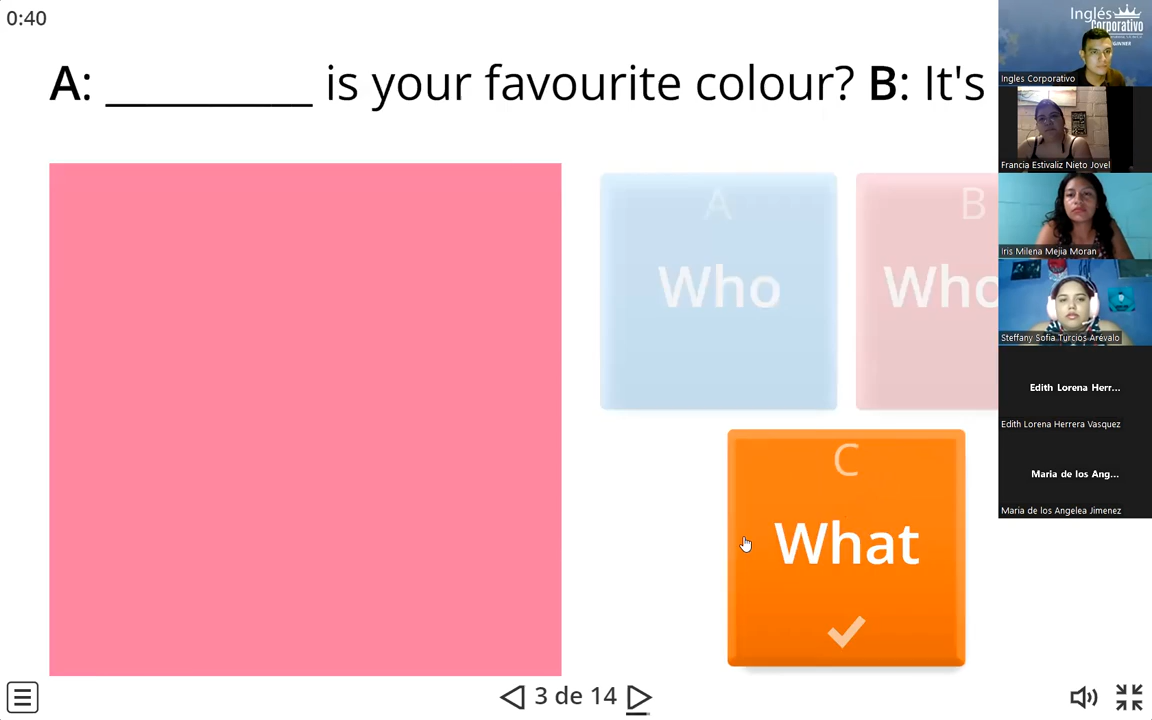 0:40
A: _________ is your favourite colour? B: It's
A
Who
B
Who
C
What
3 de 14
Inglés
Corporativo
Ingles Corporativo
Francia Estivaliz Nieto Jovel
Iris Milena Mejia Moran
Steffany Sofia Turcios Arévalo
Edith Lorena Herr...
Edith Lorena Herrera Vasquez
Maria de los Ang...
Maria de los Angelea Jimenez